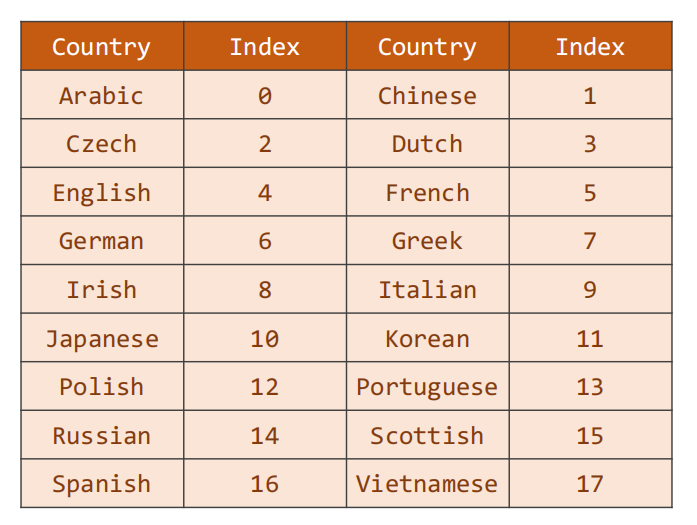 Country Index Country Index
Arabic 0 Chinese 1
Czech 2 Dutch 3
English 4 French 5
German 6 Greek 7
Irish 8 Italian 9
Japanese 10 Korean 11
Polish 12 Portuguese 13
Russian 14 Scottish 15
Spanish 16 Vietnamese 17